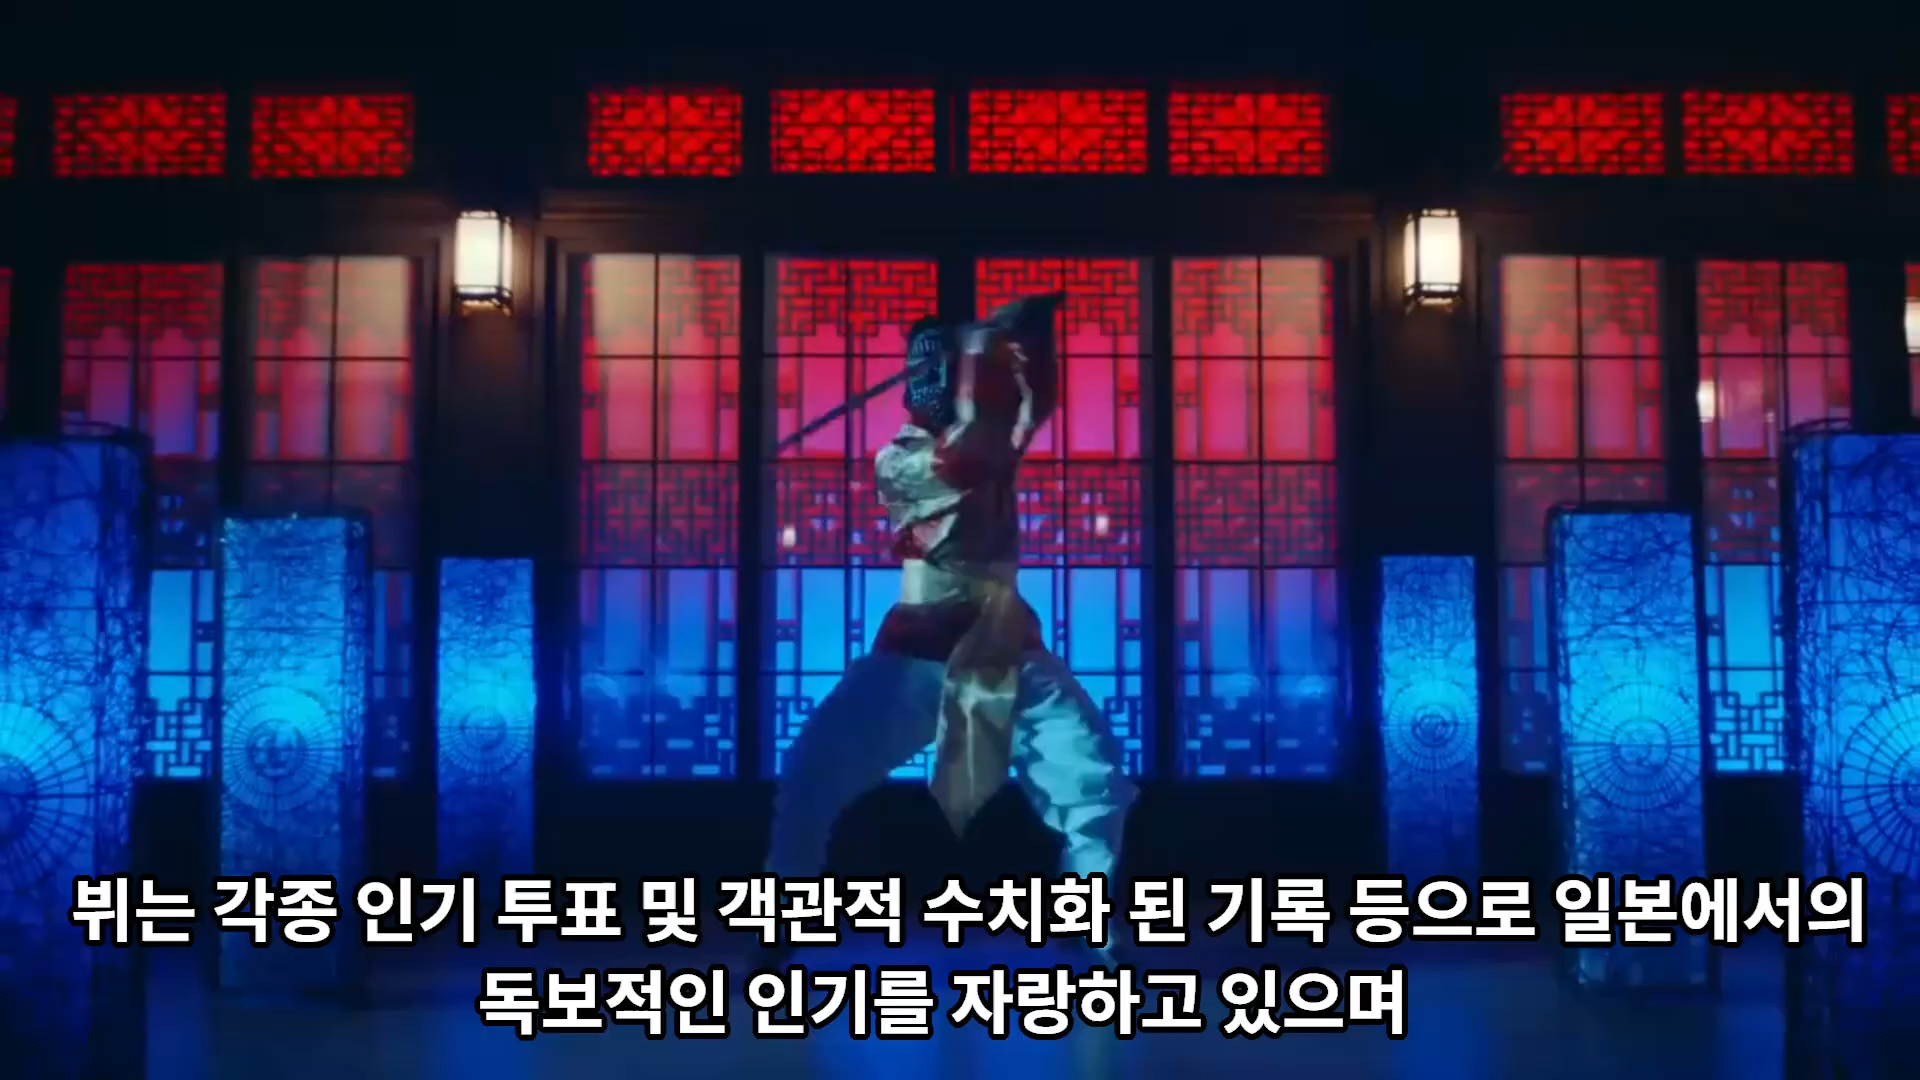 뷔는 각종 인기 투표 및 객관적 수치화 된 기록 등으로 일본에서의
독보적인 인기를 자랑하고 있으며